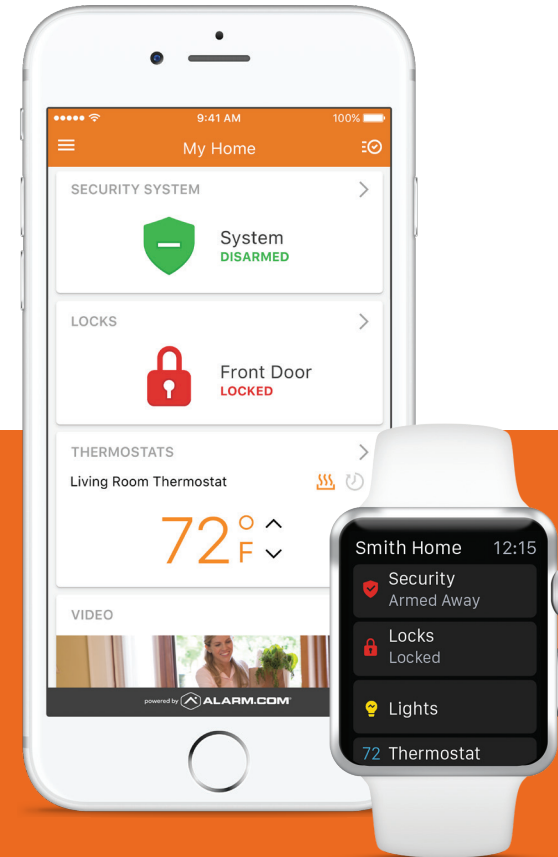 9:41 AM
100%
My Home
SECURITY SYSTEM
System
DISARMED
LOCKS
Front Door
LOCKED
THERMOSTATS
Living Room Thermostat
72°F
VIDEO
powered by ALARM.COM
Smith Home 12:15
Security
Armed Away
Locks
Locked
Lights
72 Thermostat